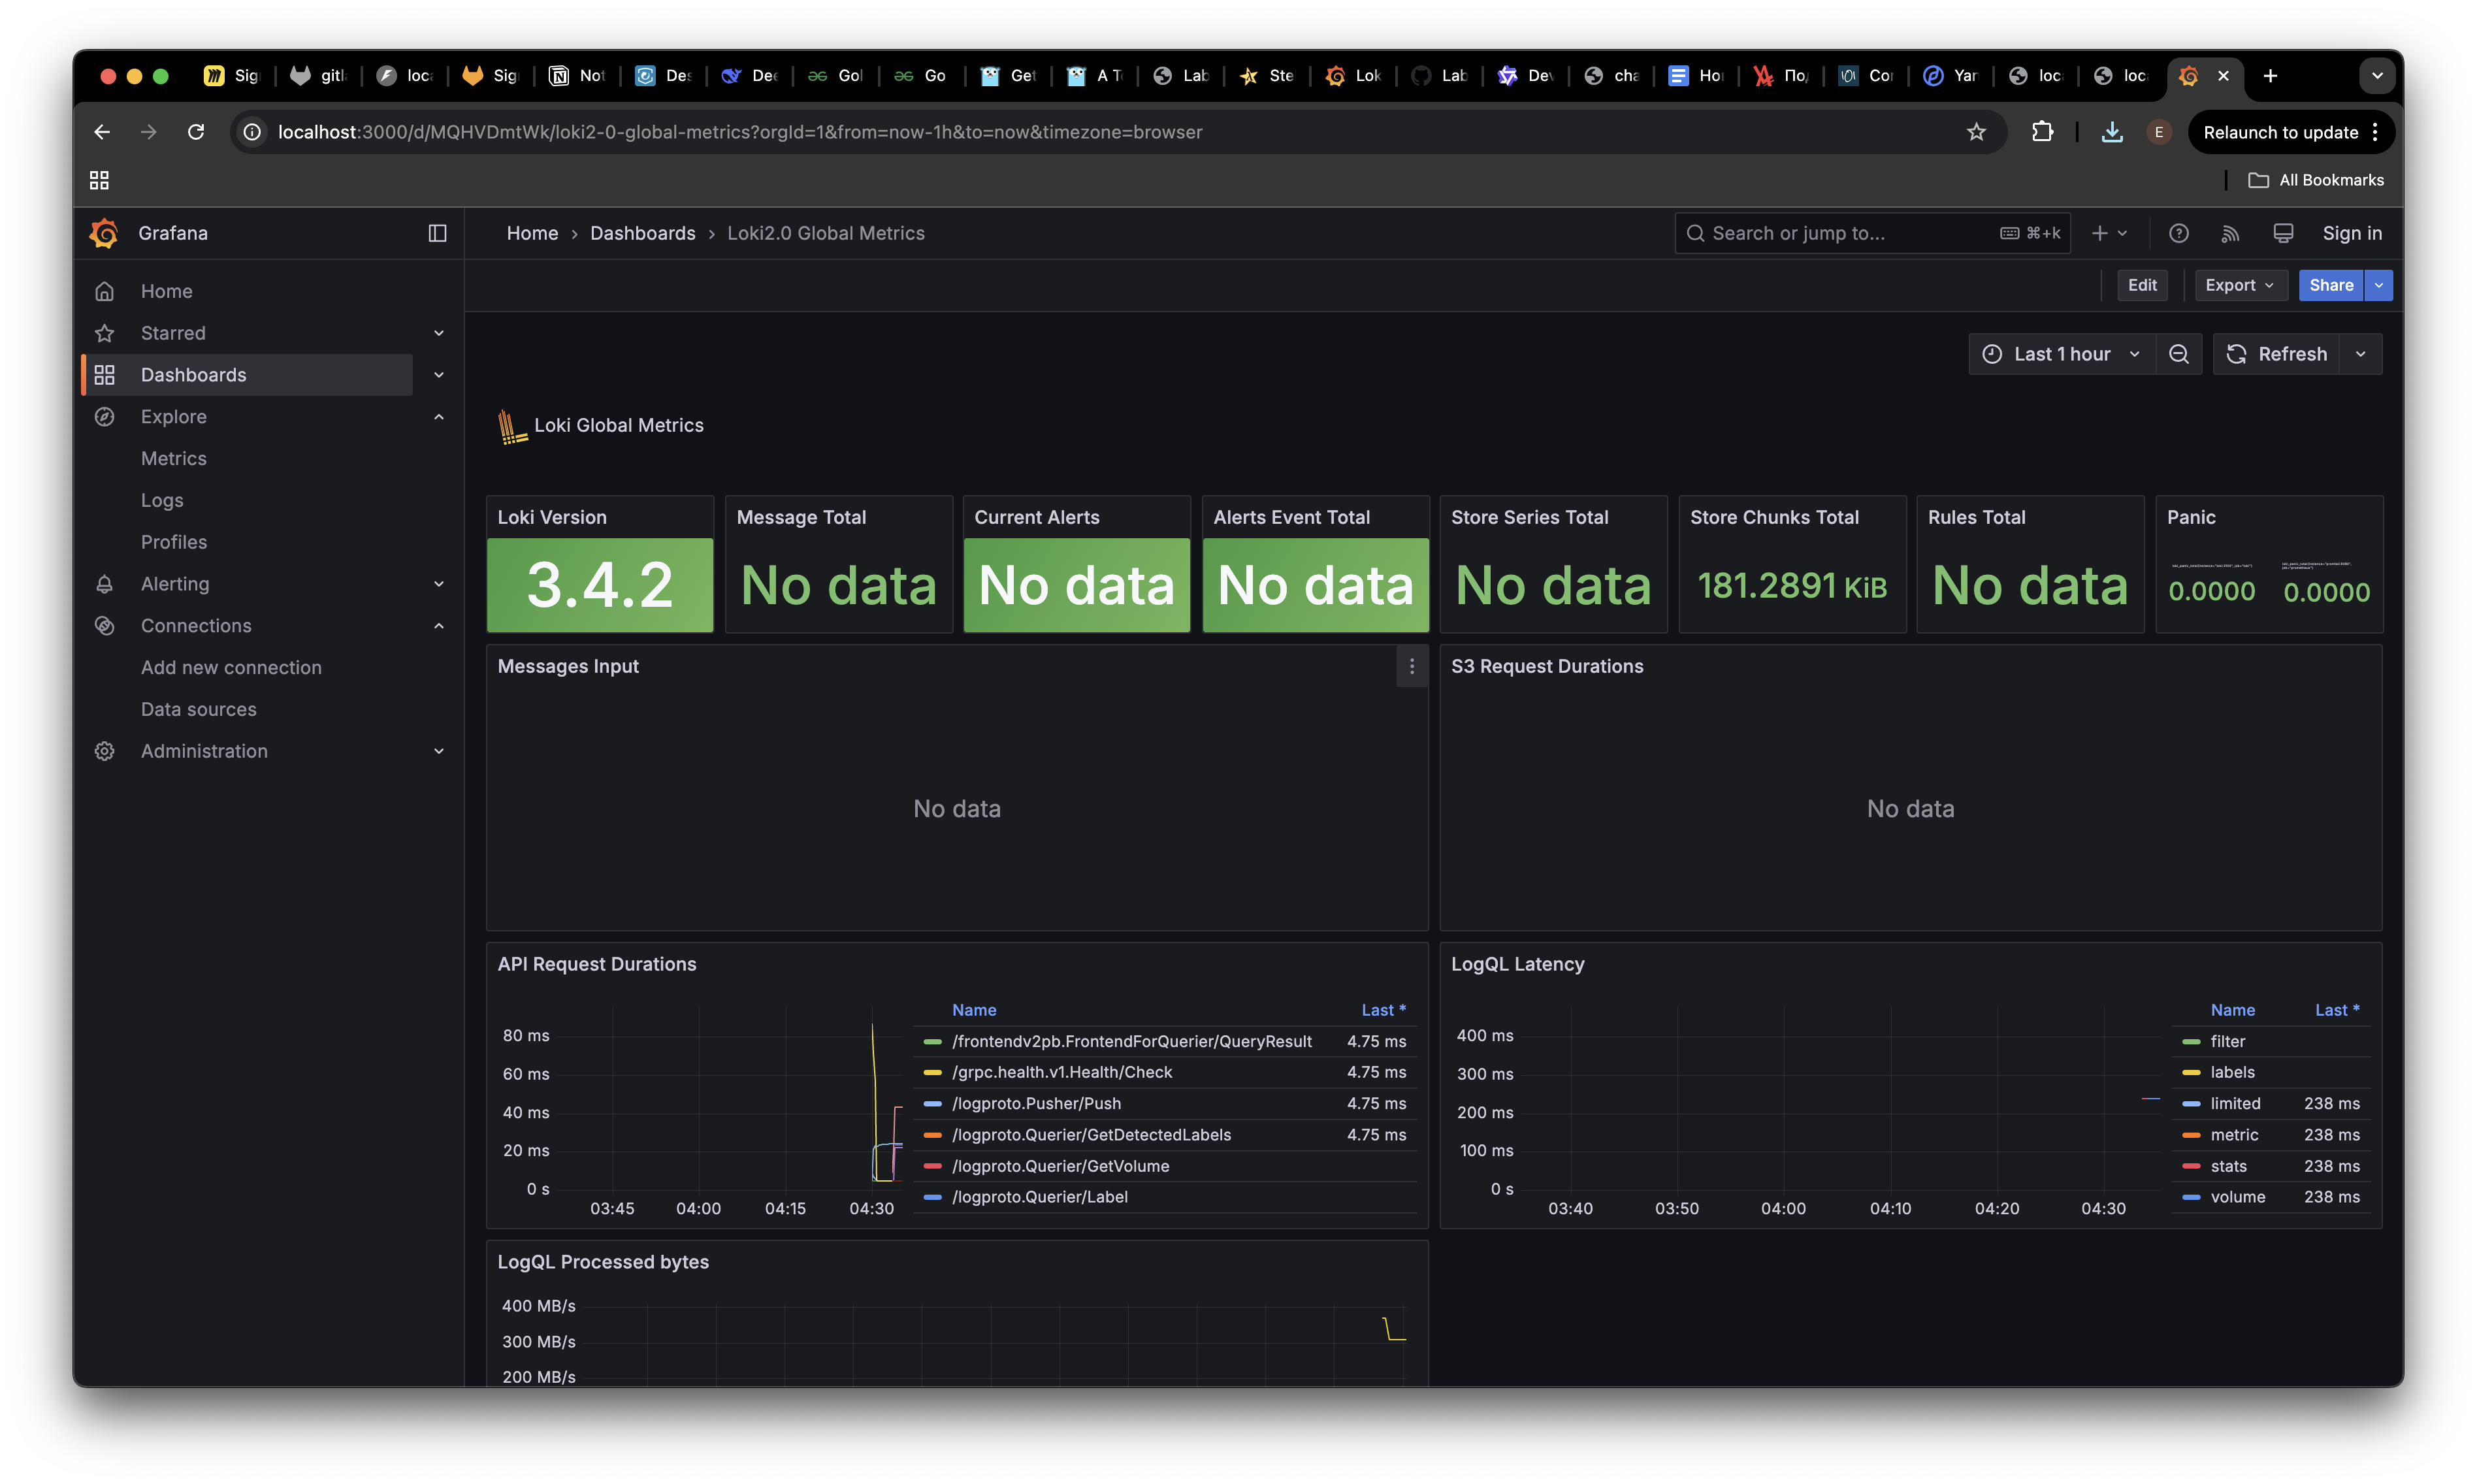 Sig
gitl
loc
Sig
Not
Des
Dee
Gol
Go
Get
A T
Lab
Ste
Lok
Lab
Dev
cha
Ho
По
Co
Yar
loc
loc
localhost:3000/d/MQHVDmtWk/loki2-0-global-metrics?orgId=1&from=now-1h&to=now&timezone=browser
E
Relaunch to update
All Bookmarks
Grafana
Home › Dashboards › Loki2.0 Global Metrics
Search or jump to...
⌘+k
Sign in
Edit
Export
Share
Home
Starred
Dashboards
Explore
Metrics
Logs
Profiles
Alerting
Connections
Add new connection
Data sources
Administration
Last 1 hour
Refresh
Loki Global Metrics
Loki Version
3.4.2
Message Total
No data
Current Alerts
No data
Alerts Event Total
No data
Store Series Total
No data
Store Chunks Total
181.2891 KiB
Rules Total
No data
Panic
0.0000
0.0000
Messages Input
No data
S3 Request Durations
No data
API Request Durations
80 ms
60 ms
40 ms
20 ms
0 s
03:45 04:00 04:15 04:30
Name Last *
/frontendv2pb.FrontendForQuerier/QueryResult 4.75 ms
/grpc.health.v1.Health/Check 4.75 ms
/logproto.Pusher/Push 4.75 ms
/logproto.Querier/GetDetectedLabels 4.75 ms
/logproto.Querier/GetVolume
/logproto.Querier/Label
LogQL Latency
400 ms
300 ms
200 ms
100 ms
0 s
03:40 03:50 04:00 04:10 04:20 04:30
Name Last *
filter
labels
limited 238 ms
metric 238 ms
stats 238 ms
volume 238 ms
LogQL Processed bytes
400 MB/s
300 MB/s
200 MB/s